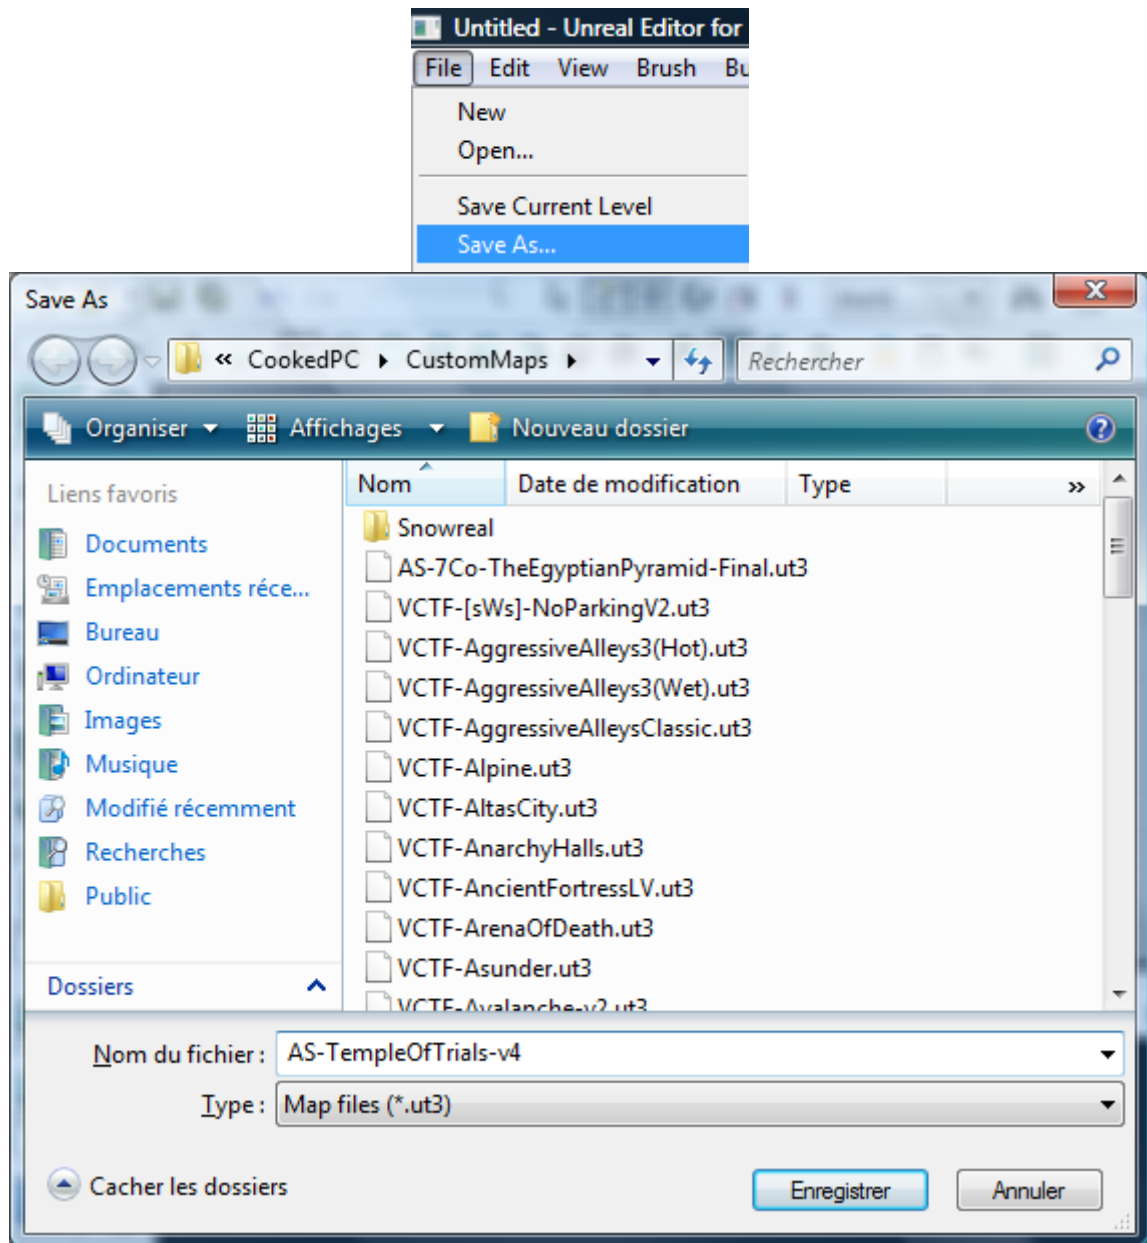 Untitled - Unreal Editor for
File Edit View Brush Bu
New
Open...
Save Current Level
Save As...
Save As
« CookedPC CustomMaps Rechercher
Organiser Affichages Nouveau dossier
Liens favoris
Documents
Emplacements réce...
Bureau
Ordinateur
Images
Musique
Modifié récemment
Recherches
Public
Dossiers
Nom Date de modification Type »
Snowreal
AS-7Co-TheEgyptianPyramid-Final.ut3
VCTF-[sWs]-NoParkingV2.ut3
VCTF-AggressiveAlleys3(Hot).ut3
VCTF-AggressiveAlleys3(Wet).ut3
VCTF-AggressiveAlleysClassic.ut3
VCTF-Alpine.ut3
VCTF-AltasCity.ut3
VCTF-AnarchyHalls.ut3
VCTF-AncientFortressLV.ut3
VCTF-ArenaOfDeath.ut3
VCTF-Asunder.ut3
VCTF-Avalanche-v2.ut3
Nom du fichier : AS-TempleOfTrials-v4
Type : Map files (*.ut3)
Cacher les dossiers
Enregistrer Annuler